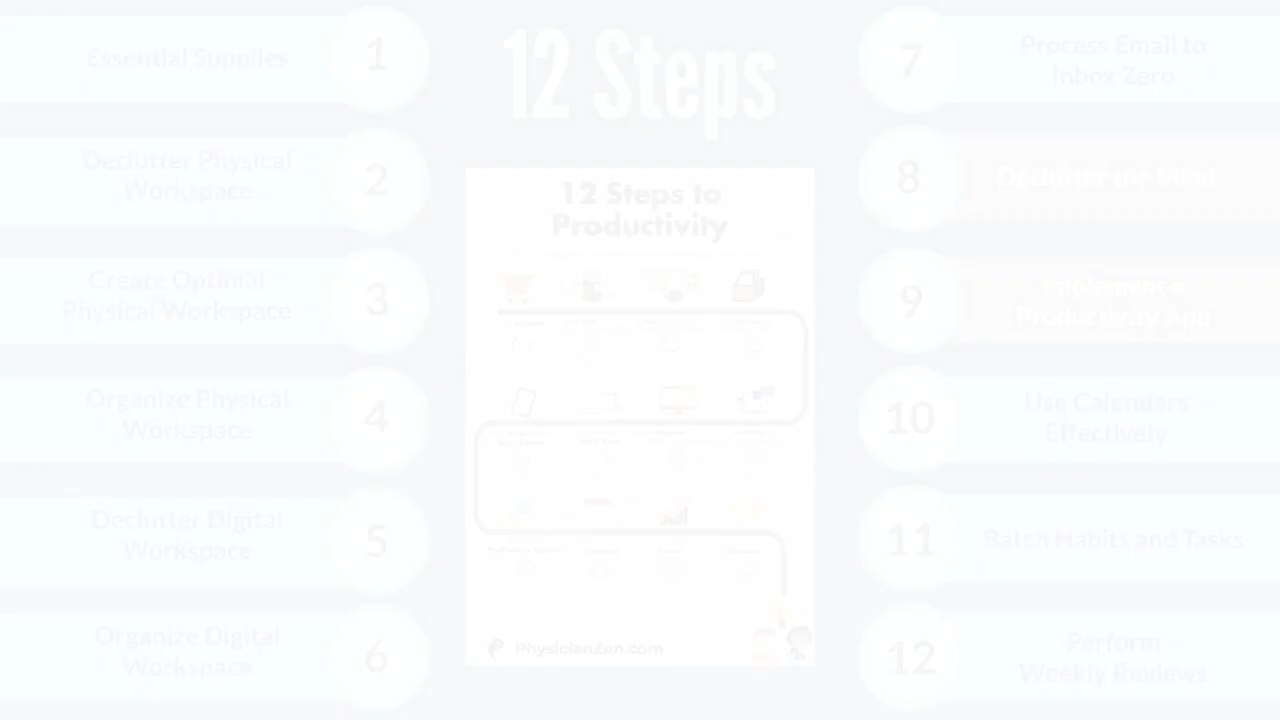 12 Steps
Essential Supplies
1
Declutter Physical
Workspace
2
Create Optimal
Physical Workspace
3
Organize Physical
Workspace
4
Declutter Digital
Workspace
5
Organize Digital
Workspace
6
12 Steps to
Productivity
PhysicianZen.com
7
Process Email to
Inbox Zero
8
Declutter the Mind
9
Implement a
Productivity App
10
Use Calendars
Effectively
11
Batch Habits and Tasks
12
Perform
Weekly Reviews